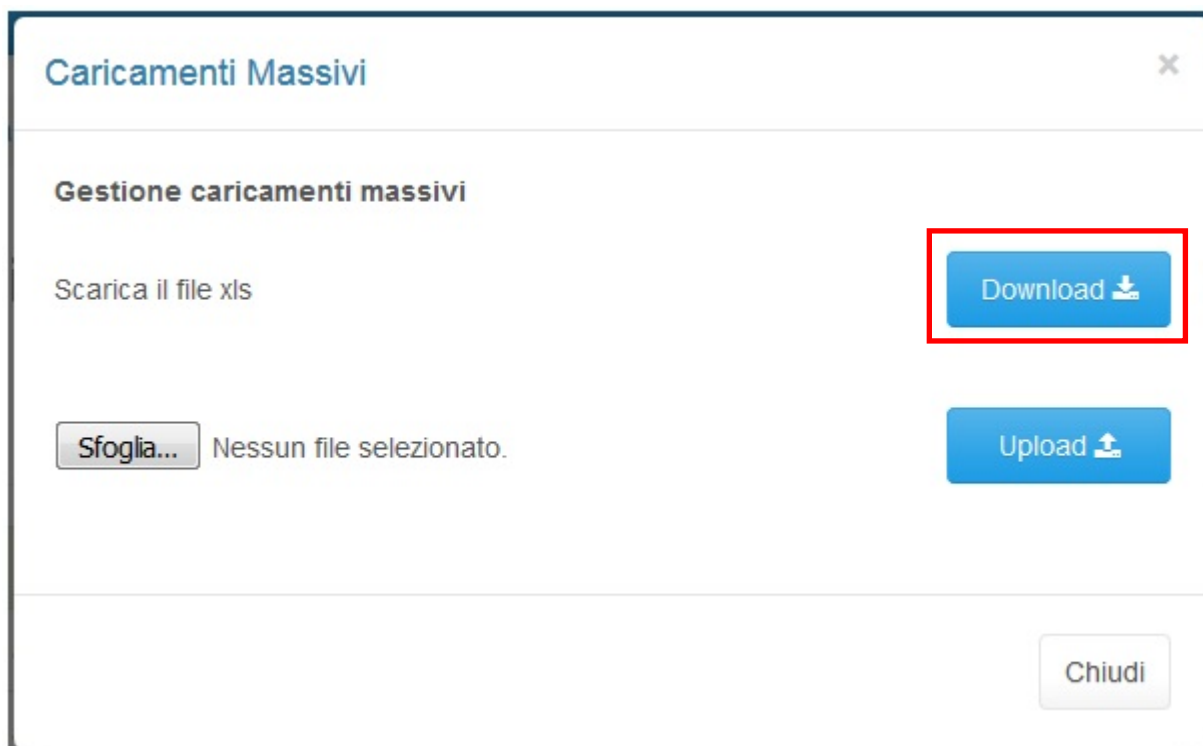 Caricamenti Massivi ×
Gestione caricamenti massivi
Scarica il file xls Download
Sfoglia... Nessun file selezionato. Upload
Chiudi